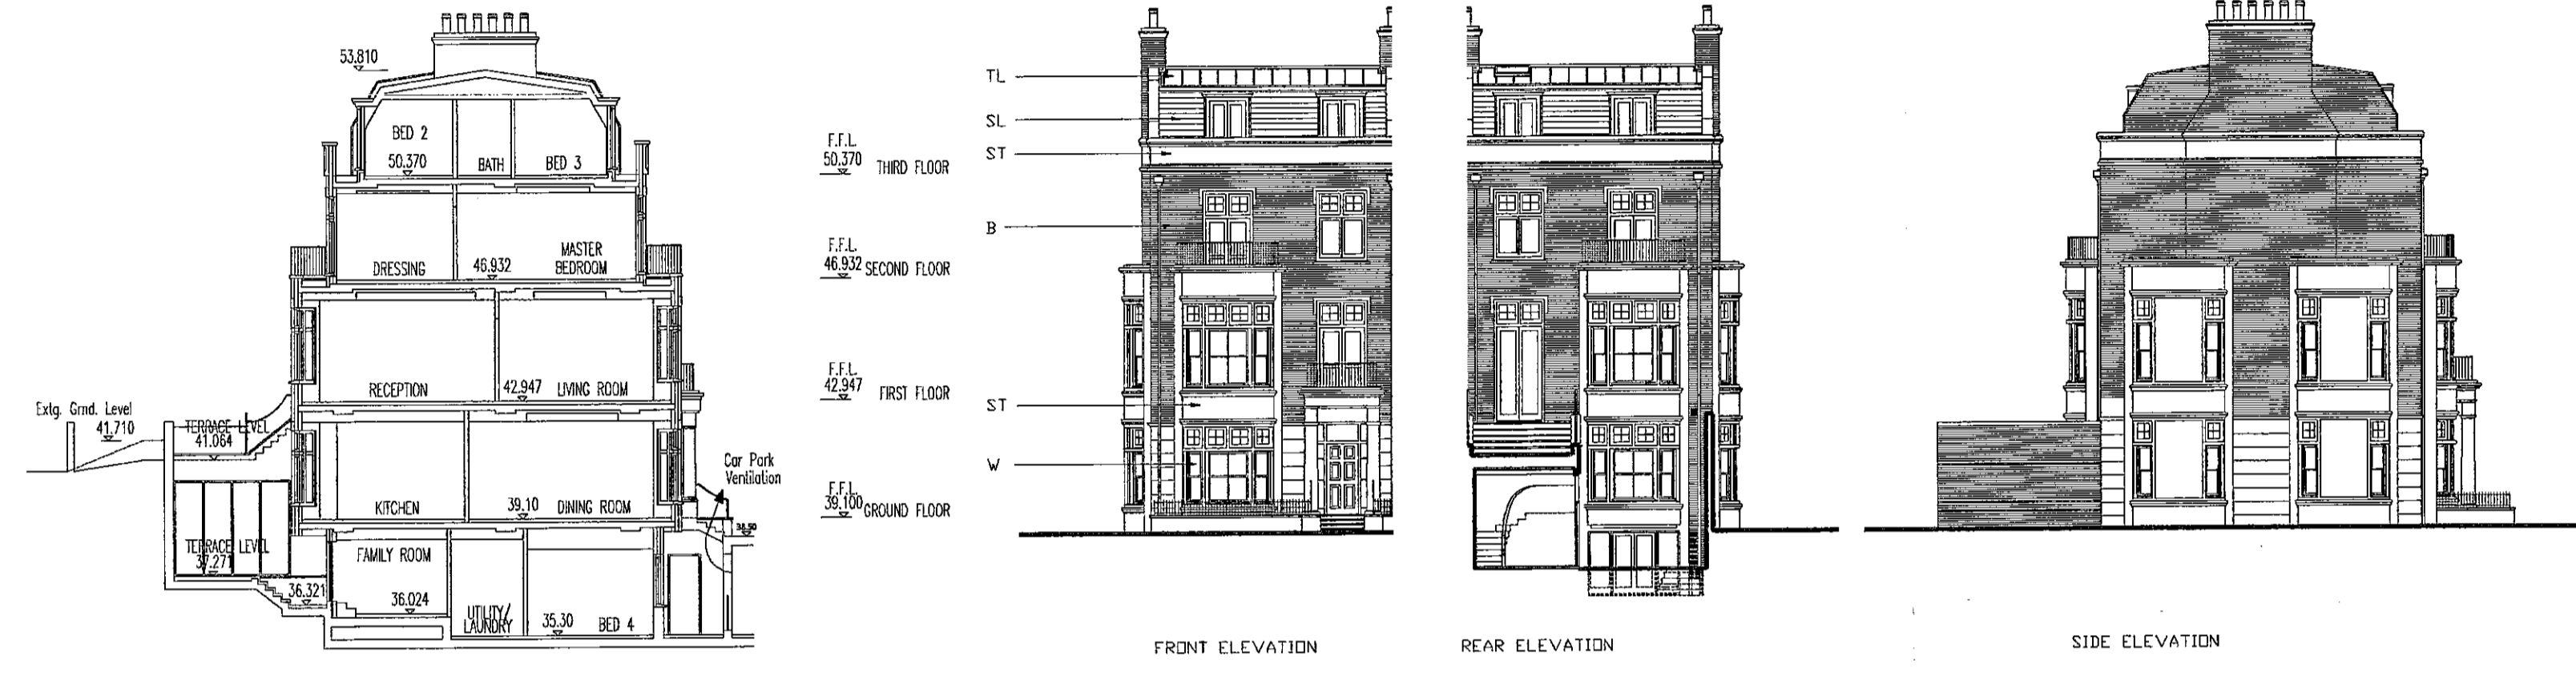 53.810
BED 2
50.370
BATH
BED 3
DRESSING
46.932
MASTER
BEDROOM
RECEPTION
42.947
LIVING ROOM
Extg. Grnd. Level
41.710
TERRACE LEVEL
41.064
KITCHEN
39.10
DINING ROOM
Car Park
Ventilation
38.50
TERRACE LEVEL
37.271
36.321
FAMILY ROOM
36.024
UTILITY/
LAUNDRY
35.30
BED 4
F.F.L.
50.370 THIRD FLOOR
F.F.L.
46.932 SECOND FLOOR
F.F.L.
42.947 FIRST FLOOR
F.F.L.
39.100 GROUND FLOOR
TL
SL
ST
B
ST
W
FRONT ELEVATION
REAR ELEVATION
SIDE ELEVATION